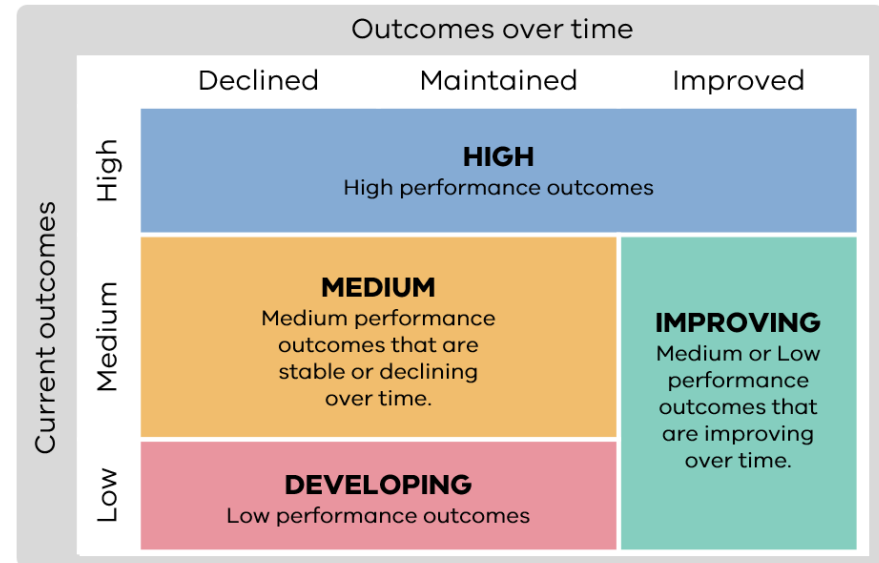 Outcomes over time
Declined
Maintained
Improved
Current outcomes
High
HIGH
High performance outcomes
Medium
MEDIUM
Medium performance
outcomes that are
stable or declining
over time.
IMPROVING
Medium or Low
performance
outcomes that
are improving
over time.
Low
DEVELOPING
Low performance outcomes